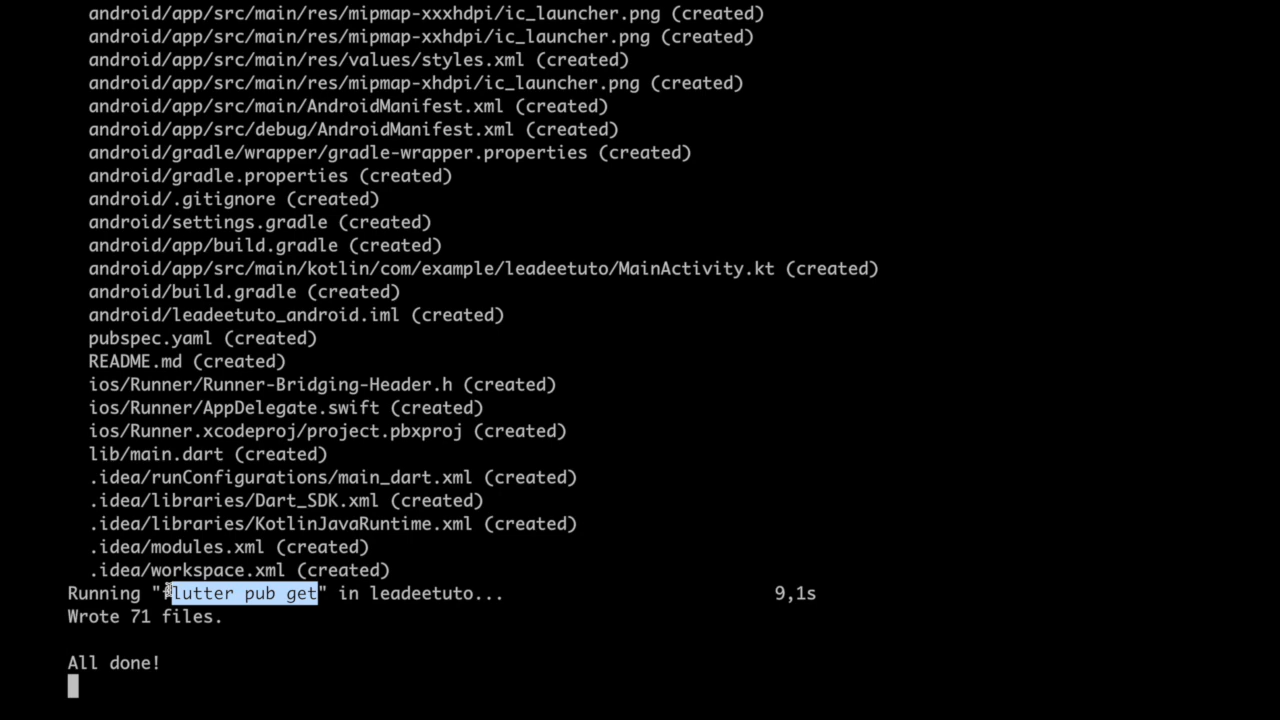 android/app/src/main/res/mipmap-xxxhdpi/ic_launcher.png (created)
android/app/src/main/res/mipmap-xxhdpi/ic_launcher.png (created)
android/app/src/main/res/values/styles.xml (created)
android/app/src/main/res/mipmap-xhdpi/ic_launcher.png (created)
android/app/src/main/AndroidManifest.xml (created)
android/app/src/debug/AndroidManifest.xml (created)
android/gradle/wrapper/gradle-wrapper.properties (created)
android/gradle.properties (created)
android/.gitignore (created)
android/settings.gradle (created)
android/app/build.gradle (created)
android/app/src/main/kotlin/com/example/leadeetuto/MainActivity.kt (created)
android/build.gradle (created)
android/leadeetuto_android.iml (created)
pubspec.yaml (created)
README.md (created)
ios/Runner/Runner-Bridging-Header.h (created)
ios/Runner/AppDelegate.swift (created)
ios/Runner.xcodeproj/project.pbxproj (created)
lib/main.dart (created)
.idea/runConfigurations/main_dart.xml (created)
.idea/libraries/Dart_SDK.xml (created)
.idea/libraries/KotlinJavaRuntime.xml (created)
.idea/modules.xml (created)
.idea/workspace.xml (created)
Running "flutter pub get" in leadeetuto... 9,1s
Wrote 71 files.
All done!